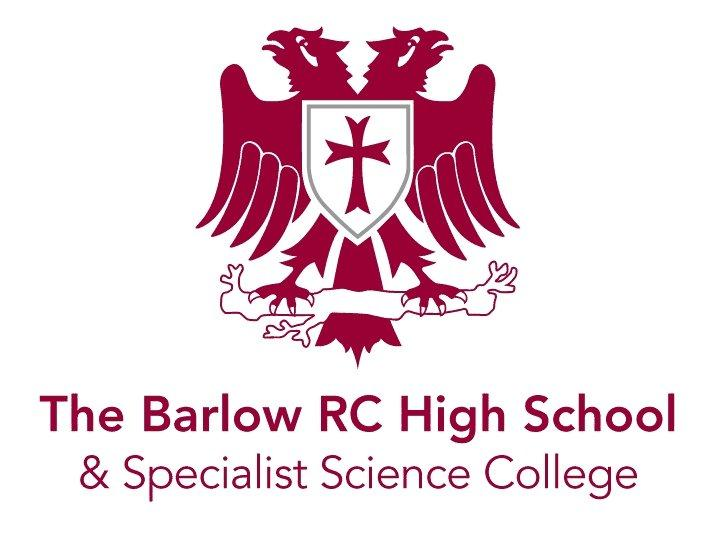 The Barlow RC High School
& Specialist Science College